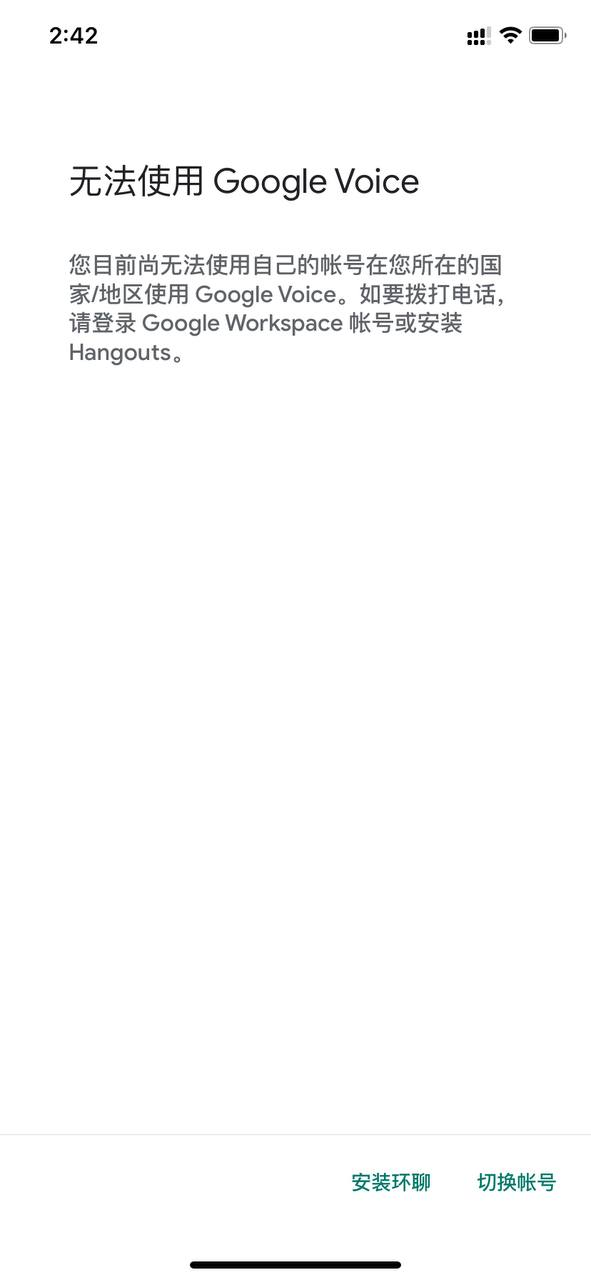 2:42
无法使用 Google Voice
您目前尚无法使用自己的帐号在您所在的国
家/地区使用 Google Voice。如要拨打电话，
请登录 Google Workspace 帐号或安装
Hangouts。
安装环聊 切换帐号